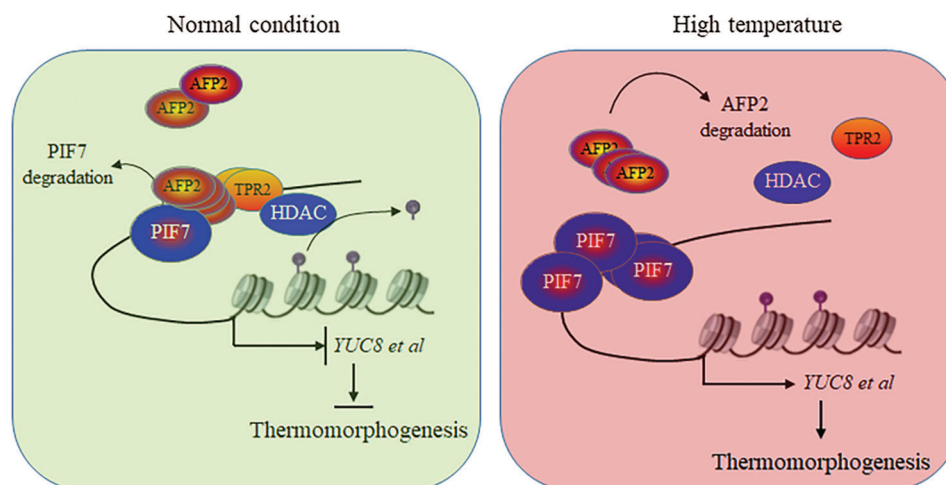 Normal condition
AFP2
AFP2
PIF7
degradation
AFP2
TPR2
HDAC
PIF7
YUC8 et al
Thermomorphogenesis
High temperature
AFP2
degradation
TPR2
AFP2
AFP2
HDAC
PIF7
PIF7
PIF7
YUC8 et al
Thermomorphogenesis